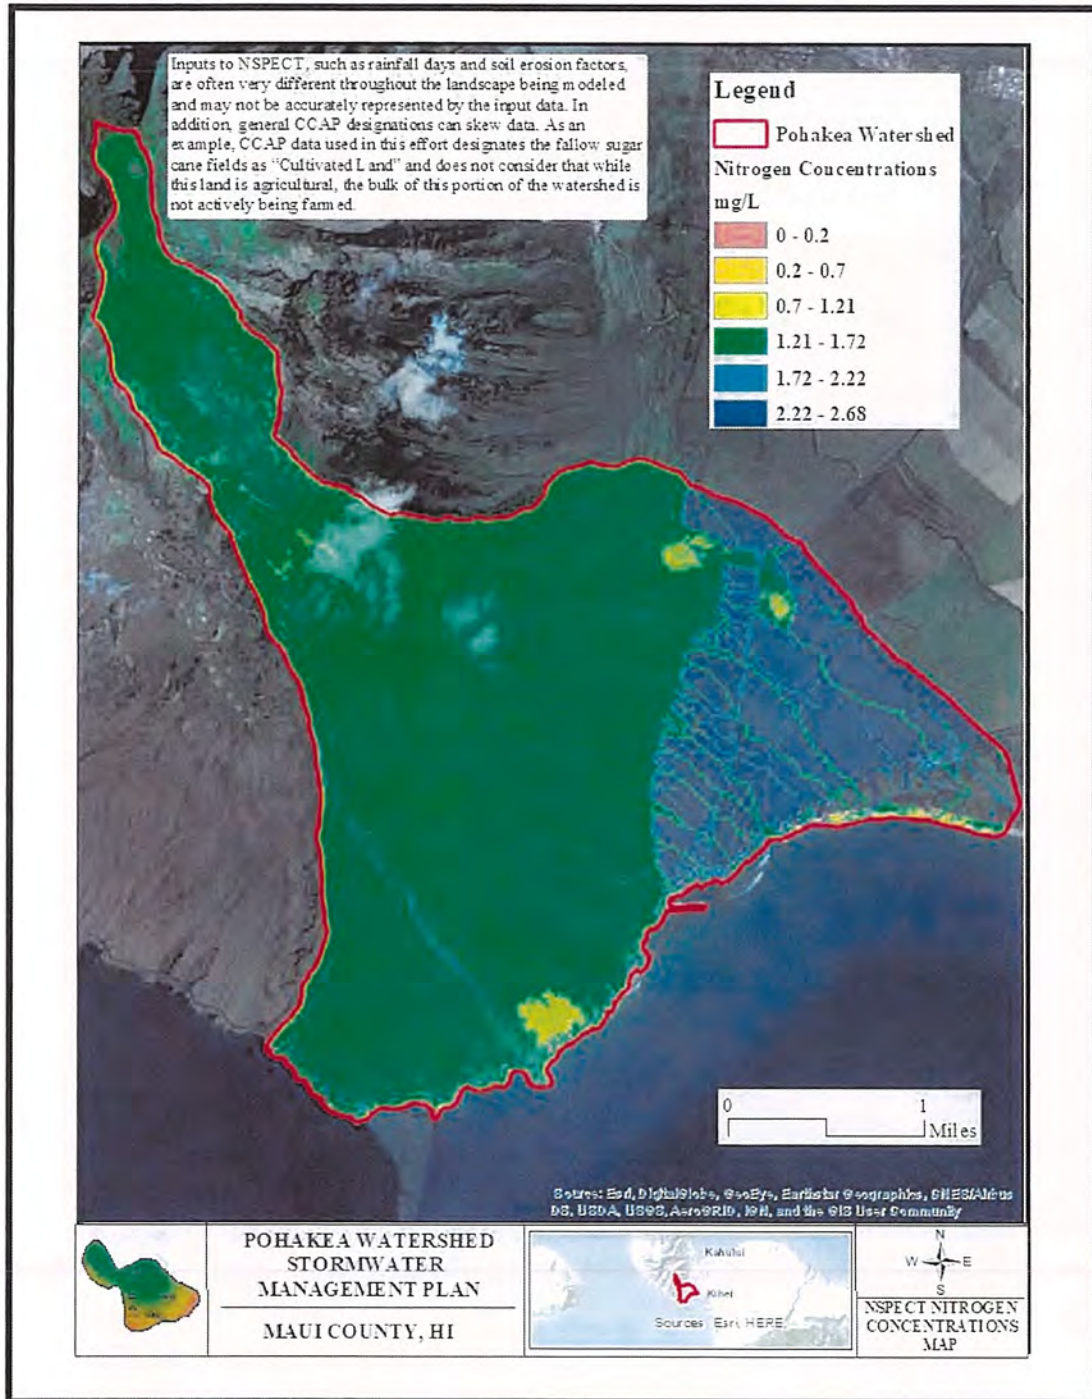 Inputs to NSPECT, such as rainfall days and soil erosion factors,
are often very different throughout the landscape being modeled
and may not be accurately represented by the input data. In
addition, general CCAP designations can skew data. As an
example, CCAP data used in this effort designates the fallow sugar
cane fields as "Cultivated Land" and does not consider that while
this land is agricultural, the bulk of this portion of the watershed is
not actively being farmed.
Legend
Pohakea Watershed
Nitrogen Concentrations
mg/L
0 - 0.2
0.2 - 0.7
0.7 - 1.21
1.21 - 1.72
1.72 - 2.22
2.22 - 2.68
0 1
Miles
Source: Esri, DigitalGlobe, GeoEye, Earthstar Geographics, CNES/Airbus
DS, USDA, USGS, AeroGRID, IGN, and the GIS User Community
POHAKEA WATERSHED
STORMWATER
MANAGEMENT PLAN
MAUI COUNTY, HI
Kahului
Kihei
Sources: Esri, HERE,
N
W E
S
NSPECT NITROGEN
CONCENTRATIONS
MAP